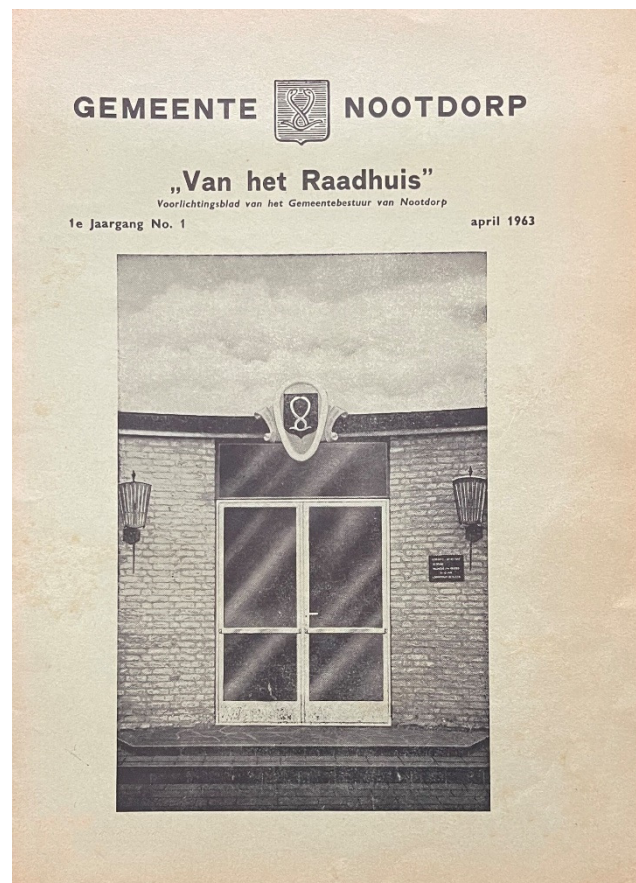 GEMEENTE NOOTDORP
„Van het Raadhuis”
Voorlichtingsblad van het Gemeentebestuur van Nootdorp
1e Jaargang No. 1 april 1963